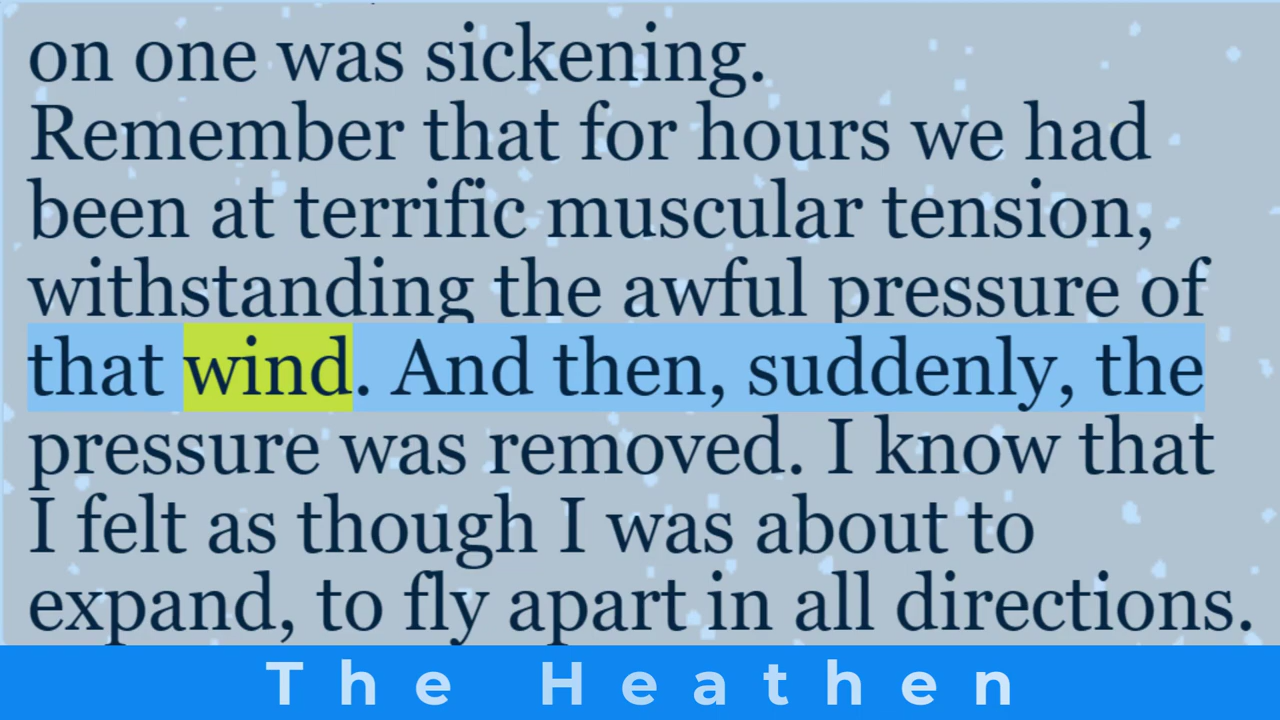 on one was sickening.
Remember that for hours we had
been at terrific muscular tension,
withstanding the awful pressure of
that wind. And then, suddenly, the
pressure was removed. I know that
I felt as though I was about to
expand, to fly apart in all directions.
The Heathen